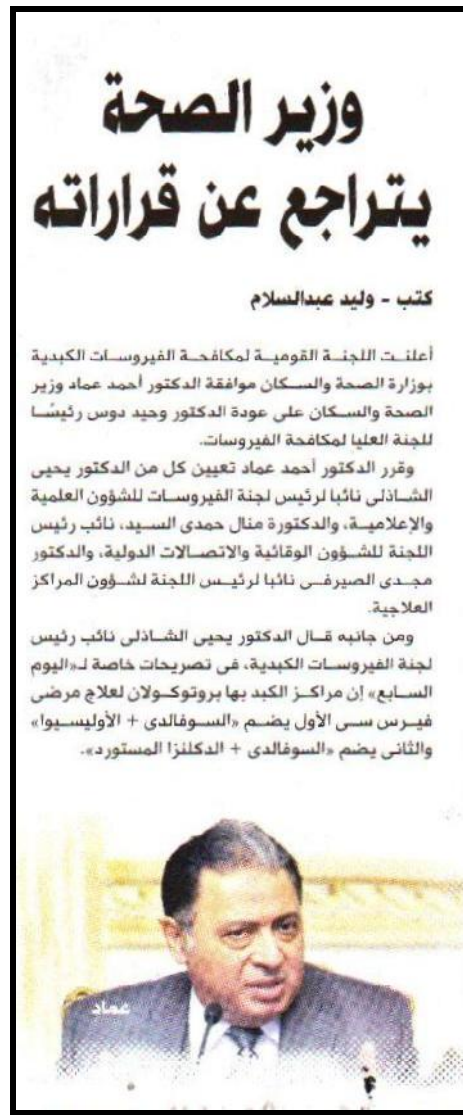 وزير الصحة
يتراجع عن قراراته
كتب - وليد عبدالسلام
أعلنت اللجنة القومية لمكافحة الفيروسات الكبدية
بوزارة الصحة والسكان موافقة الدكتور أحمد عماد وزير
الصحة والسكان على عودة الدكتور وحيد دوس رئيسًا
للجنة العليا لمكافحة الفيروسات.
وقرر الدكتور أحمد عماد تعيين كل من الدكتور يحيى
الشاذلى نائبا لرئيس لجنة الفيروسات للشؤون العلمية
والإعلامية، والدكتورة منال حمدى السيد، نائب رئيس
اللجنة للشؤون الوقائية والاتصالات الدولية، والدكتور
مجدى الصيرفى نائبا لرئيس اللجنة لشؤون المراكز
العلاجية.
ومن جانبه قال الدكتور يحيى الشاذلى نائب رئيس
لجنة الفيروسات الكبدية، فى تصريحات خاصة لـ«اليوم
السابع» إن مراكز الكبد بها بروتوكولان لعلاج مرضى
فيرس سى الأول يضم «السوفالدى + الأوليسيوا»
والثانى يضم «السوفالدى + الدكلنزا المستورد».
عماد